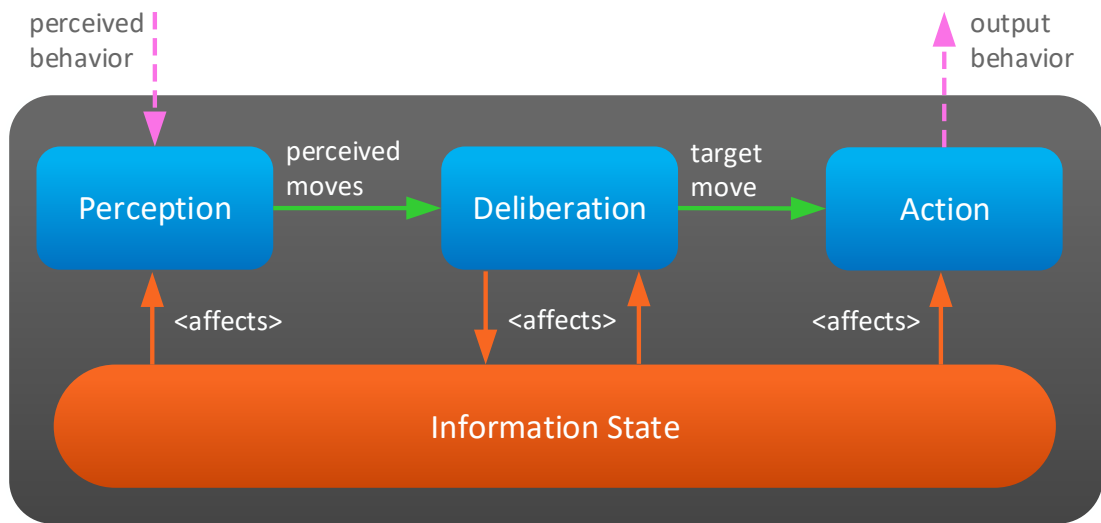 perceived
behavior
output
behavior
perceived
moves
target
move
Perception
Deliberation
Action
<affects>
<affects>
<affects>
Information State